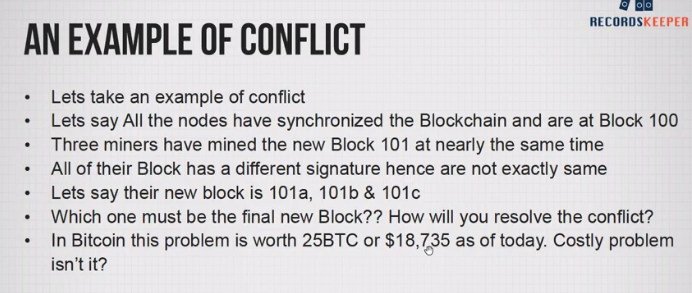 RECORDSKEEPER
AN EXAMPLE OF CONFLICT
• Lets take an example of conflict
• Lets say All the nodes have synchronized the Blockchain and are at Block 100
• Three miners have mined the new Block 101 at nearly the same time
• All of their Block has a different signature hence are not exactly same
• Lets say their new block is 101a, 101b & 101c
• Which one must be the final new Block?? How will you resolve the conflict?
• In Bitcoin this problem is worth 25BTC or $18,735 as of today. Costly problem
isn't it?